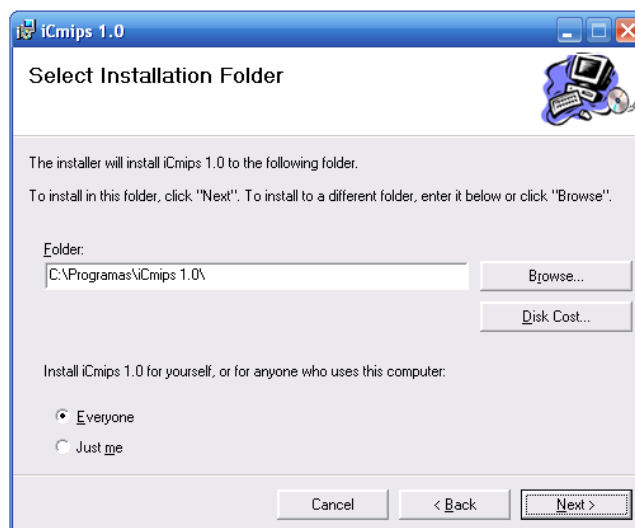 iCmips 1.0
Select Installation Folder
The installer will install iCmips 1.0 to the following folder.
To install in this folder, click "Next". To install to a different folder, enter it below or click "Browse".
Folder:
C:\Programas\iCmips 1.0\
Browse...
Disk Cost...
Install iCmips 1.0 for yourself, or for anyone who uses this computer:
Everyone
Just me
Cancel
< Back
Next >